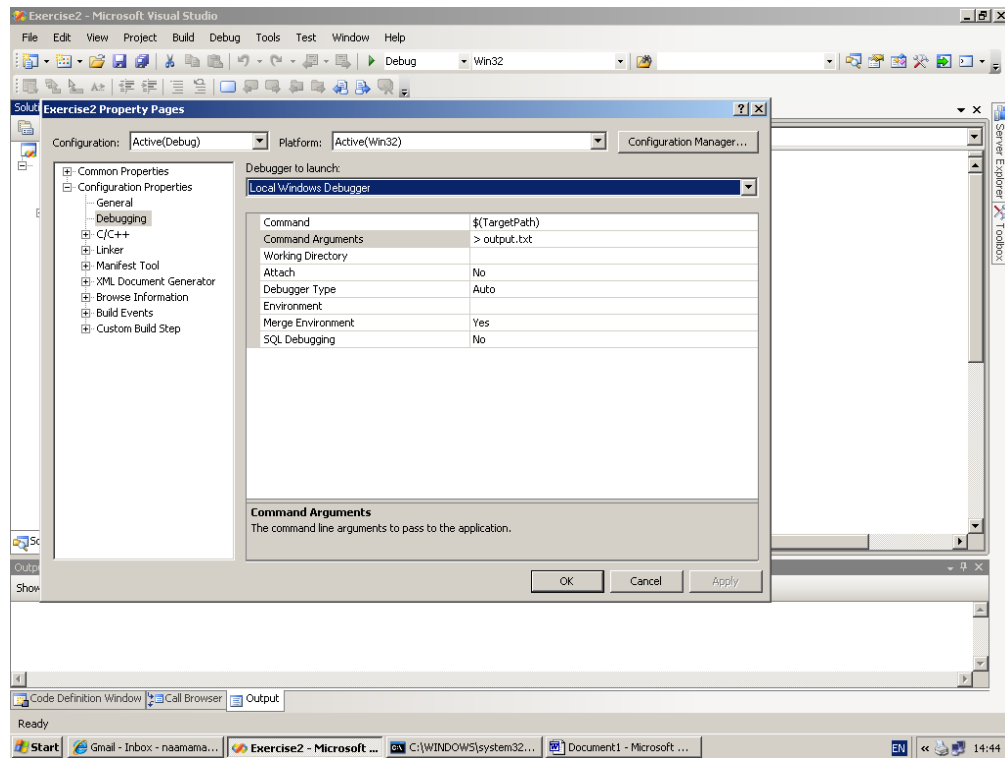 Exercise2 - Microsoft Visual Studio
File Edit View Project Build Debug Tools Test Window Help
Debug Win32
Exercise2 Property Pages
Configuration: Active(Debug) Platform: Active(Win32) Configuration Manager...
Common Properties
Configuration Properties
General
Debugging
C/C++
Linker
Manifest Tool
XML Document Generator
Browse Information
Build Events
Custom Build Step
Debugger to launch:
Local Windows Debugger
Command $(TargetPath)
Command Arguments > output.txt
Working Directory
Attach No
Debugger Type Auto
Environment
Merge Environment Yes
SQL Debugging No
Command Arguments
The command line arguments to pass to the application.
OK Cancel Apply
Server Explorer
Toolbox
Code Definition Window Call Browser Output
Ready
Start Gmail - Inbox - naamama... Exercise2 - Microsoft ... C:\WINDOWS\system32... Document1 - Microsoft ... EN « 14:44